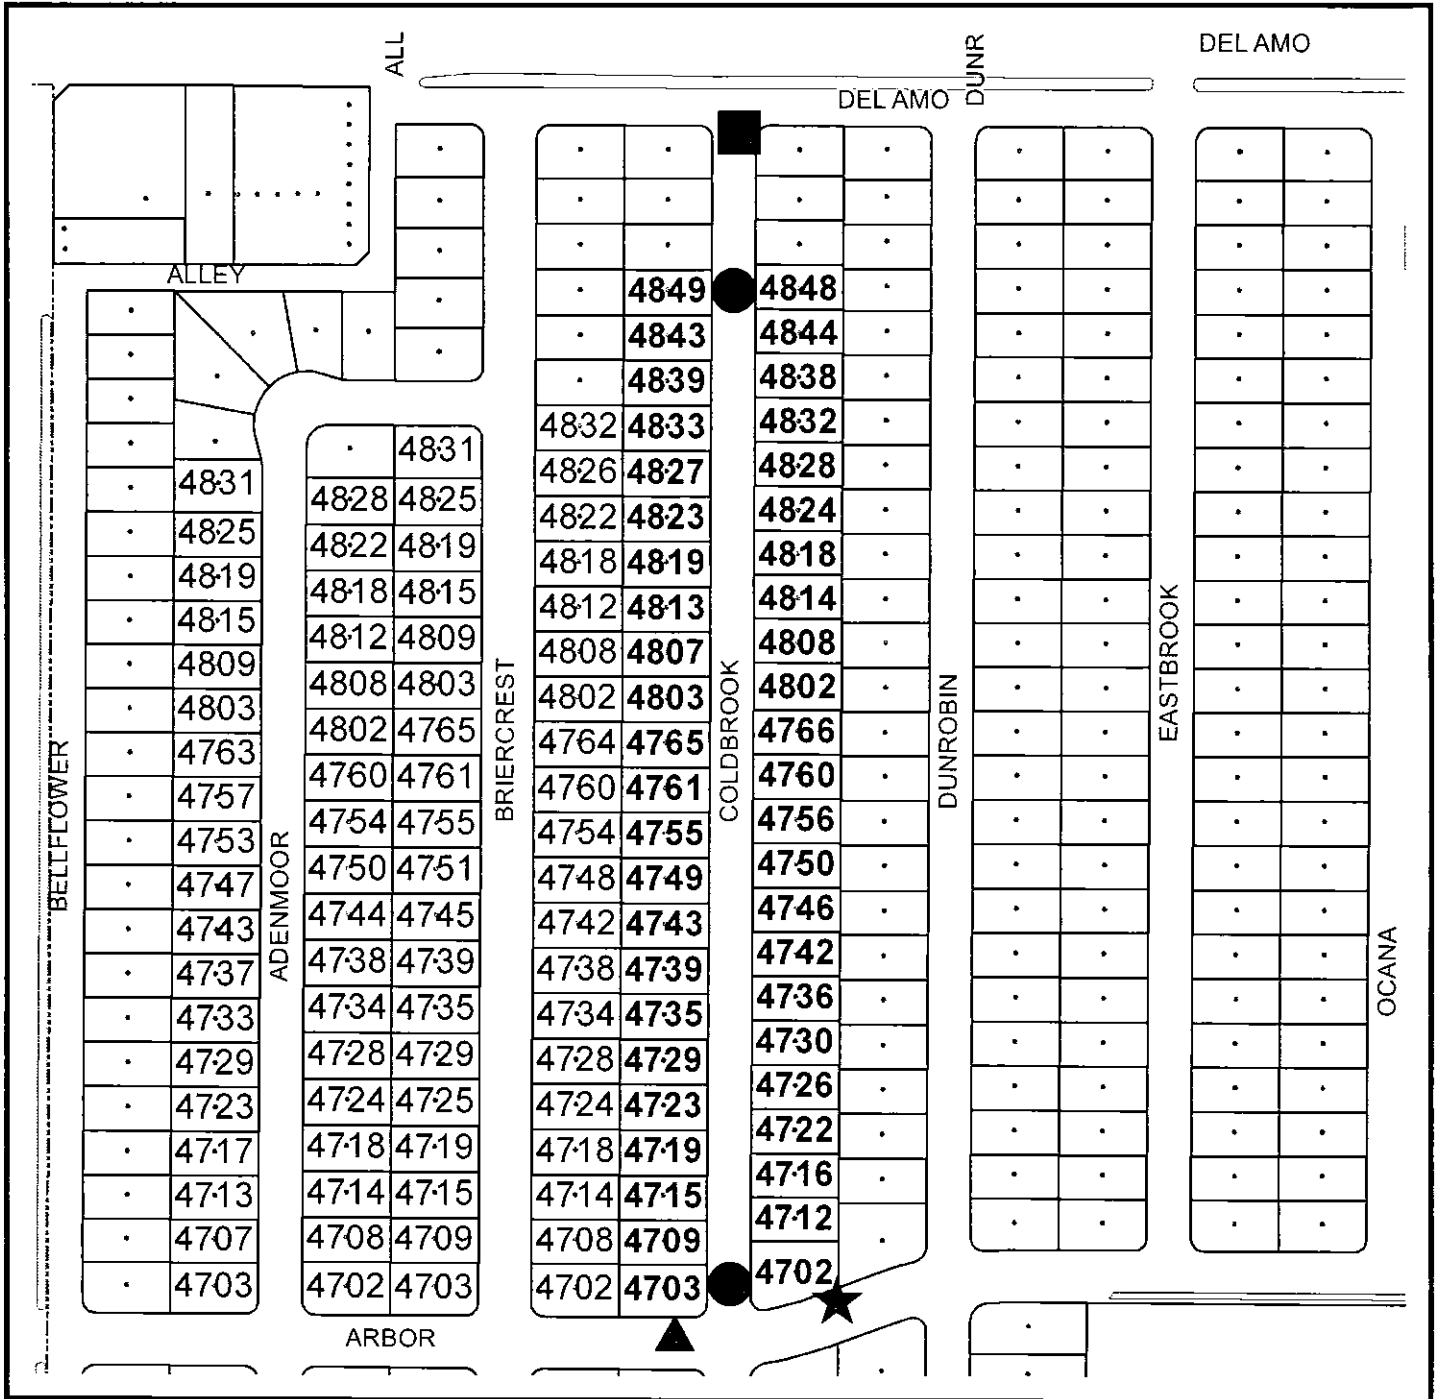 ALL
DUNR
DEL AMO
DEL AMO
ALLEY
4849 4848
4843 4844
4839 4838
4832 4833 4832
4831 4826 4827 4828
4831 4828 4825 4822 4823 4824
4825 4822 4819 4818 4819 4818
4819 4818 4815 4812 4813 4814
4815 4812 4809 4808 4807 4808
4809 4808 4803 4802 4803 4802
4803 4802 4765 4764 4765 4766
4763 4760 4761 4760 4761 4760
4757 4754 4755 4754 4755 4756
4753 4750 4751 4748 4749 4750
4747 4744 4745 4742 4743 4746
4743 4738 4739 4738 4739 4742
4737 4734 4735 4734 4735 4736
4733 4728 4729 4728 4729 4730
4729 4724 4725 4724 4723 4726
4723 4718 4719 4718 4719 4722
4717 4714 4715 4714 4715 4716
4713 4708 4709 4708 4709 4712
4707 4702 4703 4702 4703 4702
4703
BELLFLOWER
ADENMOOR
BRIERCREST
COLDBROOK
DUNROBIN
EASTBROOK
OCANA
ARBOR